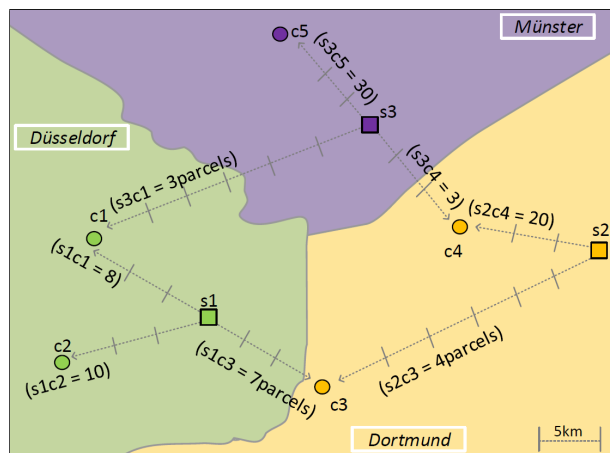 Münster
c5
(s3c5 = 30)
s3
Düsseldorf
(s3c1 = 3parcels)
(s3c4 = 3)
(s2c4 = 20)
c1
s2
c4
(s1c1 = 8)
s1
c2
(s1c2 = 10)
(s1c3 = 7parcels)
(s2c3 = 4parcels)
c3
Dortmund
5km